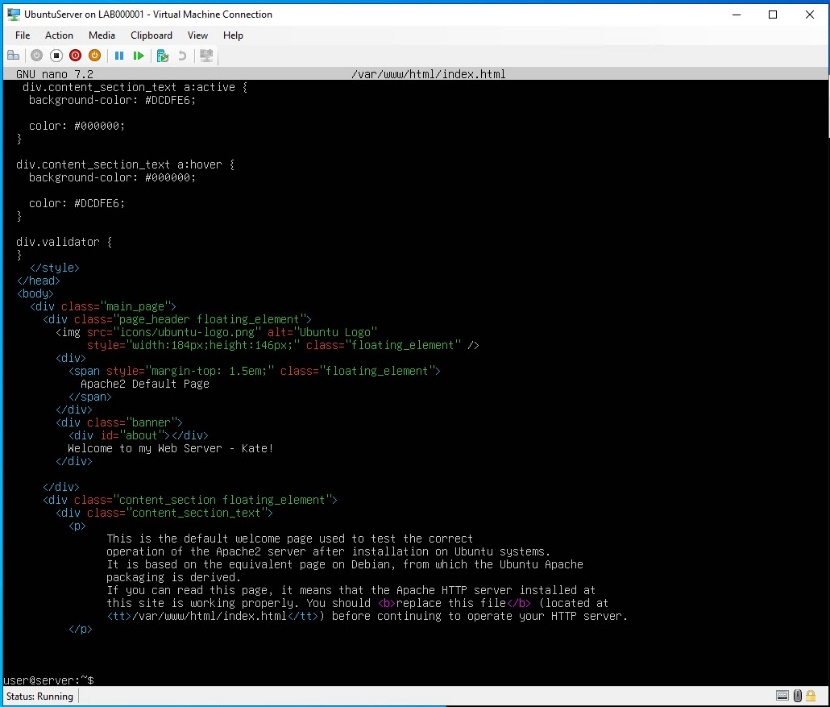 UbuntuServer on LAB000001 - Virtual Machine Connection
File Action Media Clipboard View Help
GNU nano 7.2 /var/www/html/index.html
div.content_section_text a:active {
background-color: #DCDFE6;
color: #000000;
}
div.content_section_text a:hover {
background-color: #000000;
color: #DCDFE6;
}
div.validator {
}
</style>
</head>
<body>
<div class="main_page">
<div class="page_header floating_element">
<img src="icons/ubuntu-logo.png" alt="Ubuntu Logo"
style="width:184px;height:146px;" class="floating_element" />
<div>
<span style="margin-top: 1.5em;" class="floating_element">
Apache2 Default Page
</span>
</div>
<div class="banner">
<div id="about"></div>
Welcome to my Web Server - Kate!
</div>
</div>
<div class="content_section floating_element">
<div class="content_section_text">
<p>
This is the default welcome page used to test the correct
operation of the Apache2 server after installation on Ubuntu systems.
It is based on the equivalent page on Debian, from which the Ubuntu Apache
packaging is derived.
If you can read this page, it means that the Apache HTTP server installed at
this site is working properly. You should <b>replace this file</b> (located at
<tt>/var/www/html/index.html</tt>) before continuing to operate your HTTP server.
</p>
user@server:~$
Status: Running